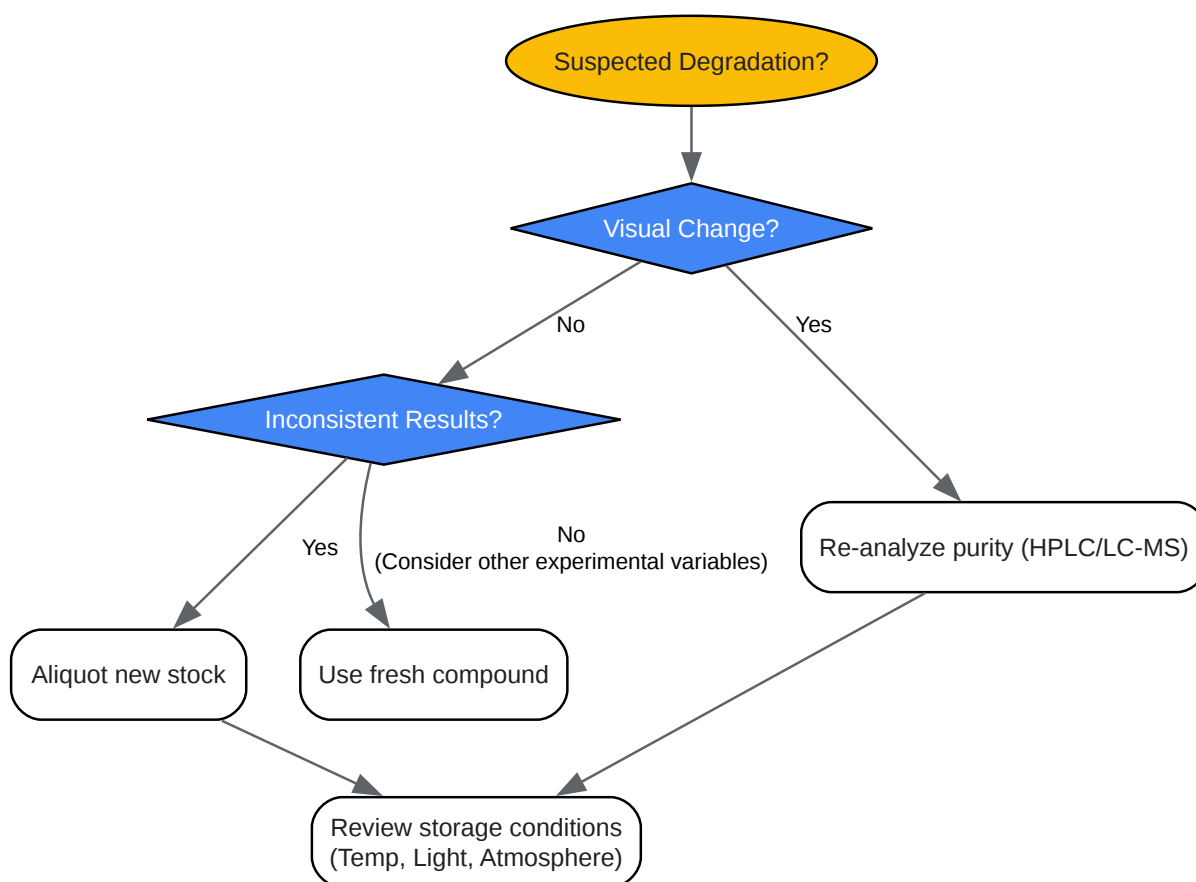 Suspected Degradation?
Visual Change?
No
Yes
Inconsistent Results?
Yes
No
(Consider other experimental variables)
Re-analyze purity (HPLC/LC-MS)
Aliquot new stock
Use fresh compound
Review storage conditions
(Temp, Light, Atmosphere)